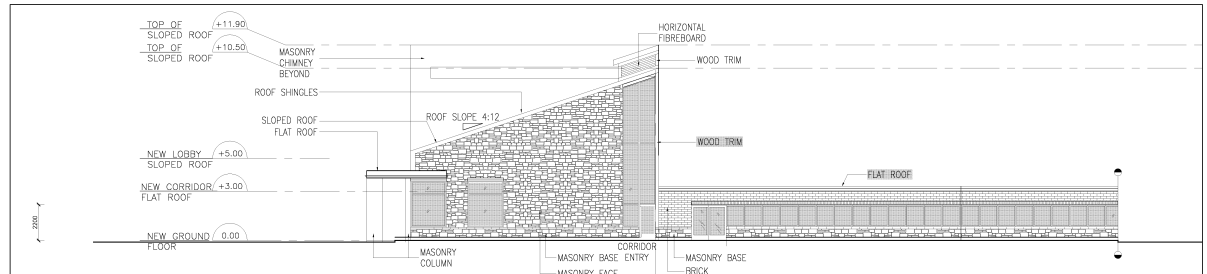 TOP OF +11.90
SLOPED ROOF
TOP OF +10.50
SLOPED ROOF
MASONRY
CHIMNEY
BEYOND
HORIZONTAL
FIBREBOARD
WOOD TRIM
ROOF SHINGLES
SLOPED ROOF
FLAT ROOF
ROOF SLOPE 4:12
WOOD TRIM
NEW LOBBY +5.00
SLOPED ROOF
FLAT ROOF
NEW CORRIDOR +3.00
FLAT ROOF
2200
NEW GROUND 0.00
FLOOR
MASONRY
COLUMN
CORRIDOR
MASONRY BASE ENTRY
MASONRY FACE
MASONRY BASE
BRICK